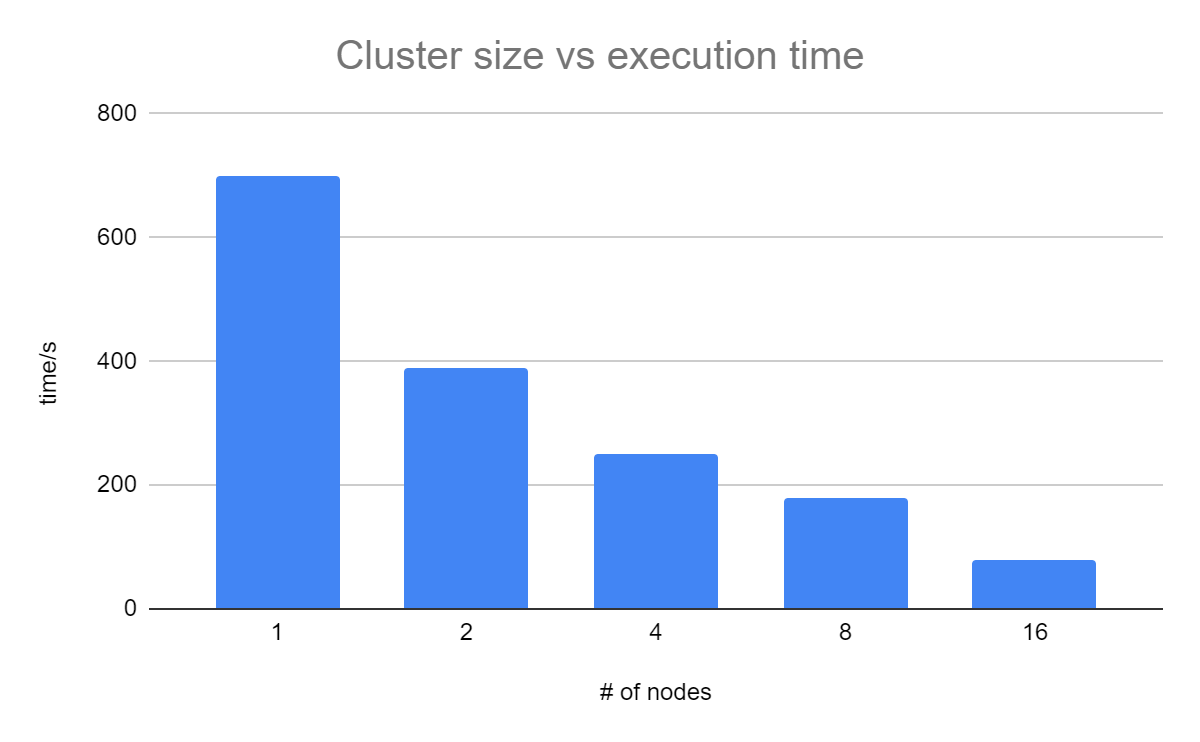 Cluster size vs execution time
800
600
400
200
0
time/s
1 2 4 8 16
# of nodes